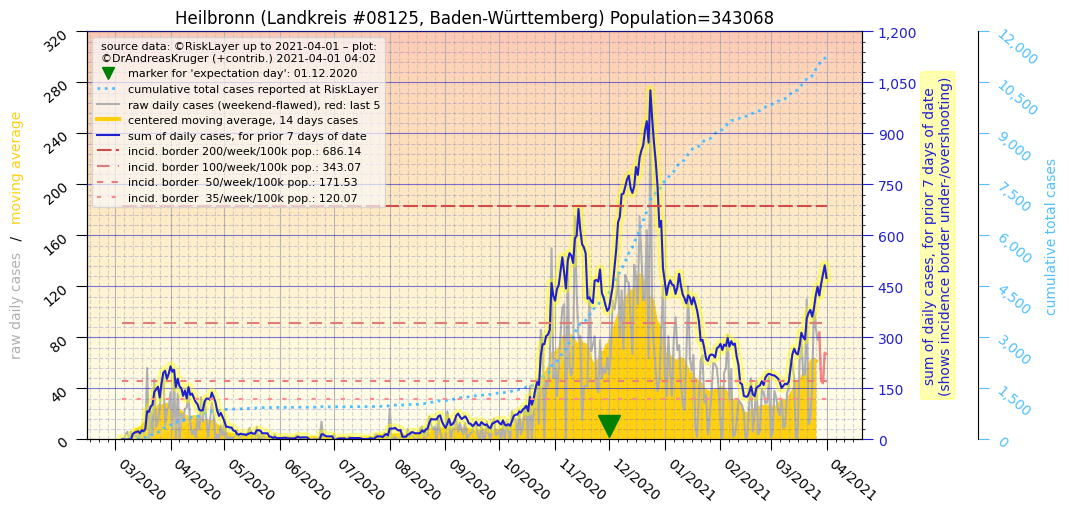 Heilbronn (Landkreis #08125, Baden-Württemberg) Population=343068
source data: ©RiskLayer up to 2021-04-01 – plot:
©DrAndreasKruger (+contrib.) 2021-04-01 04:02
marker for 'expectation day': 01.12.2020
cumulative total cases reported at RiskLayer
raw daily cases (weekend-flawed), red: last 5
centered moving average, 14 days cases
sum of daily cases, for prior 7 days of date
incid. border 200/week/100k pop.: 686.14
incid. border 100/week/100k pop.: 343.07
incid. border  50/week/100k pop.: 171.53
incid. border  35/week/100k pop.: 120.07
raw daily cases   /   moving average
320
280
240
200
160
120
80
40
0
03/2020
04/2020
05/2020
06/2020
07/2020
08/2020
09/2020
10/2020
11/2020
12/2020
01/2021
02/2021
03/2021
04/2021
1,200
1,050
900
750
600
450
300
150
0
sum of daily cases, for prior 7 days of date
(shows incidence border under-/overshooting)
12,000
10,500
9,000
7,500
6,000
4,500
3,000
1,500
0
cumulative total cases